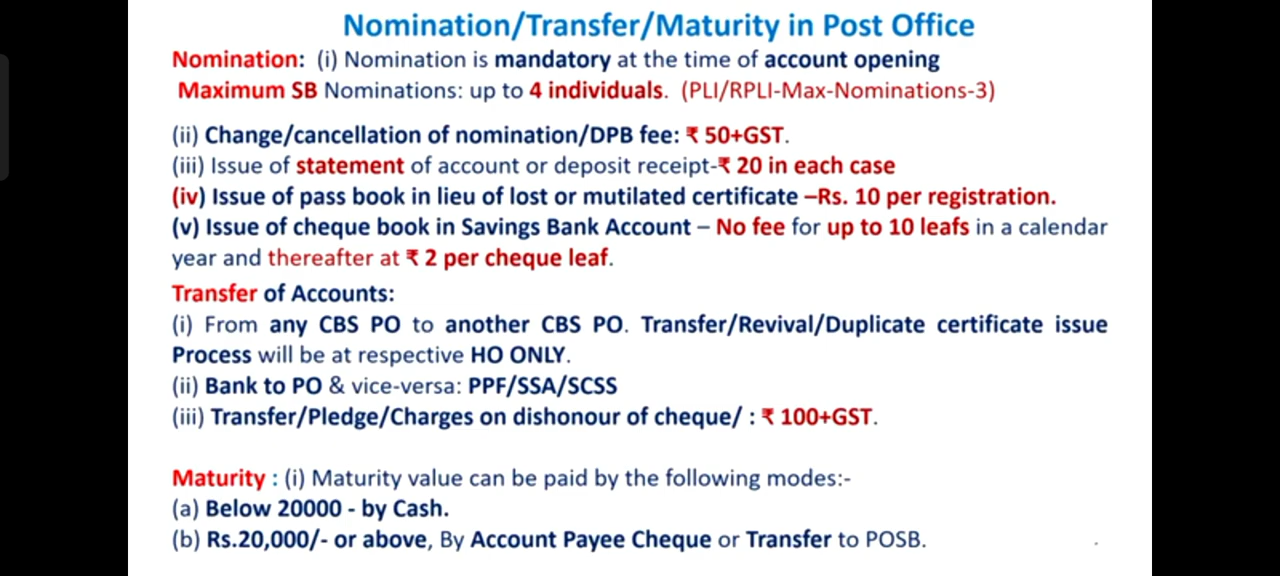 Nomination/Transfer/Maturity in Post Office
Nomination: (i) Nomination is mandatory at the time of account opening
Maximum SB Nominations: up to 4 individuals. (PLI/RPLI-Max-Nominations-3)
(ii) Change/cancellation of nomination/DPB fee: ₹ 50+GST.
(iii) Issue of statement of account or deposit receipt-₹ 20 in each case
(iv) Issue of pass book in lieu of lost or mutilated certificate –Rs. 10 per registration.
(v) Issue of cheque book in Savings Bank Account – No fee for up to 10 leafs in a calendar
year and thereafter at ₹ 2 per cheque leaf.
Transfer of Accounts:
(i) From any CBS PO to another CBS PO. Transfer/Revival/Duplicate certificate issue
Process will be at respective HO ONLY.
(ii) Bank to PO & vice-versa: PPF/SSA/SCSS
(iii) Transfer/Pledge/Charges on dishonour of cheque/ : ₹ 100+GST.
Maturity : (i) Maturity value can be paid by the following modes:-
(a) Below 20000 - by Cash.
(b) Rs.20,000/- or above, By Account Payee Cheque or Transfer to POSB.